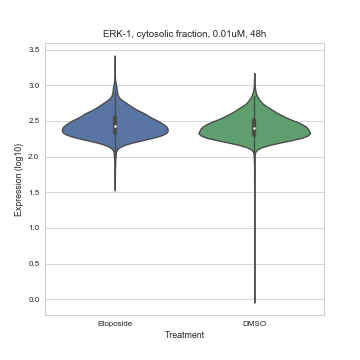 ERK-1, cytosolic fraction, 0.01uM, 48h
3.5
3.0
2.5
2.0
1.5
1.0
0.5
0.0
Expression (log10)
Etoposide
DMSO
Treatment